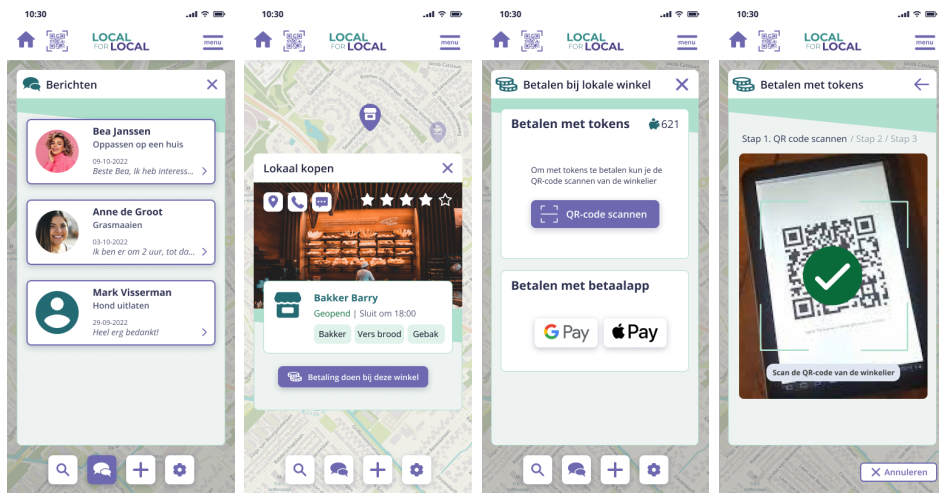 10:30
LOCAL
FOR LOCAL
menu
Berichten
Bea Janssen
Oppassen op een huis
09-10-2022
Beste Bea, Ik heb interess...
Anne de Groot
Grasmaaien
03-10-2022
Ik ben er om 2 uur, tot da...
Mark Visserman
Hond uitlaten
29-09-2022
Heel erg bedankt!
10:30
LOCAL
FOR LOCAL
menu
Lokaal kopen
Bakker Barry
Geopend | Sluit om 18:00
Bakker Vers brood Gebak
Betaling doen bij deze winkel
10:30
LOCAL
FOR LOCAL
menu
Betalen bij lokale winkel
Betalen met tokens 621
Om met tokens te betalen kun je de
QR-code scannen van de winkelier
QR-code scannen
Betalen met betaalapp
G Pay Pay
10:30
LOCAL
FOR LOCAL
menu
Betalen met tokens
Stap 1. QR code scannen / Stap 2 / Stap 3
Scan de QR-code van de winkelier
Annuleren